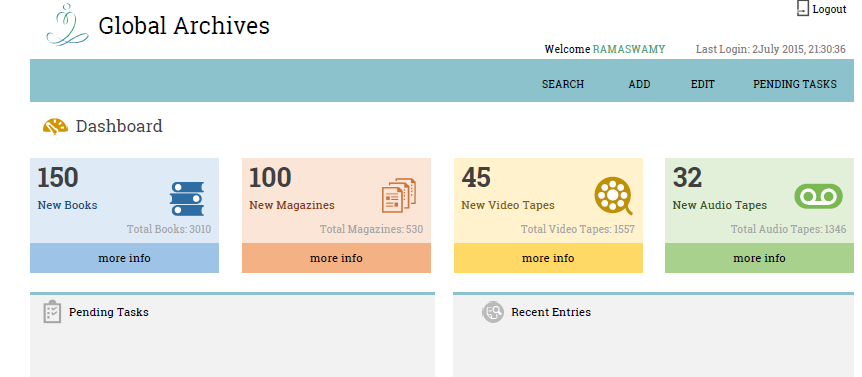 Logout
Global Archives
Welcome RAMASWAMY Last Login: 2July 2015, 21:30:36
SEARCH ADD EDIT PENDING TASKS
Dashboard
150
New Books
Total Books: 3010
more info
100
New Magazines
Total Magazines: 530
more info
45
New Video Tapes
Total Video Tapes: 1557
more info
32
New Audio Tapes
Total Audio Tapes: 1346
more info
Pending Tasks
Recent Entries